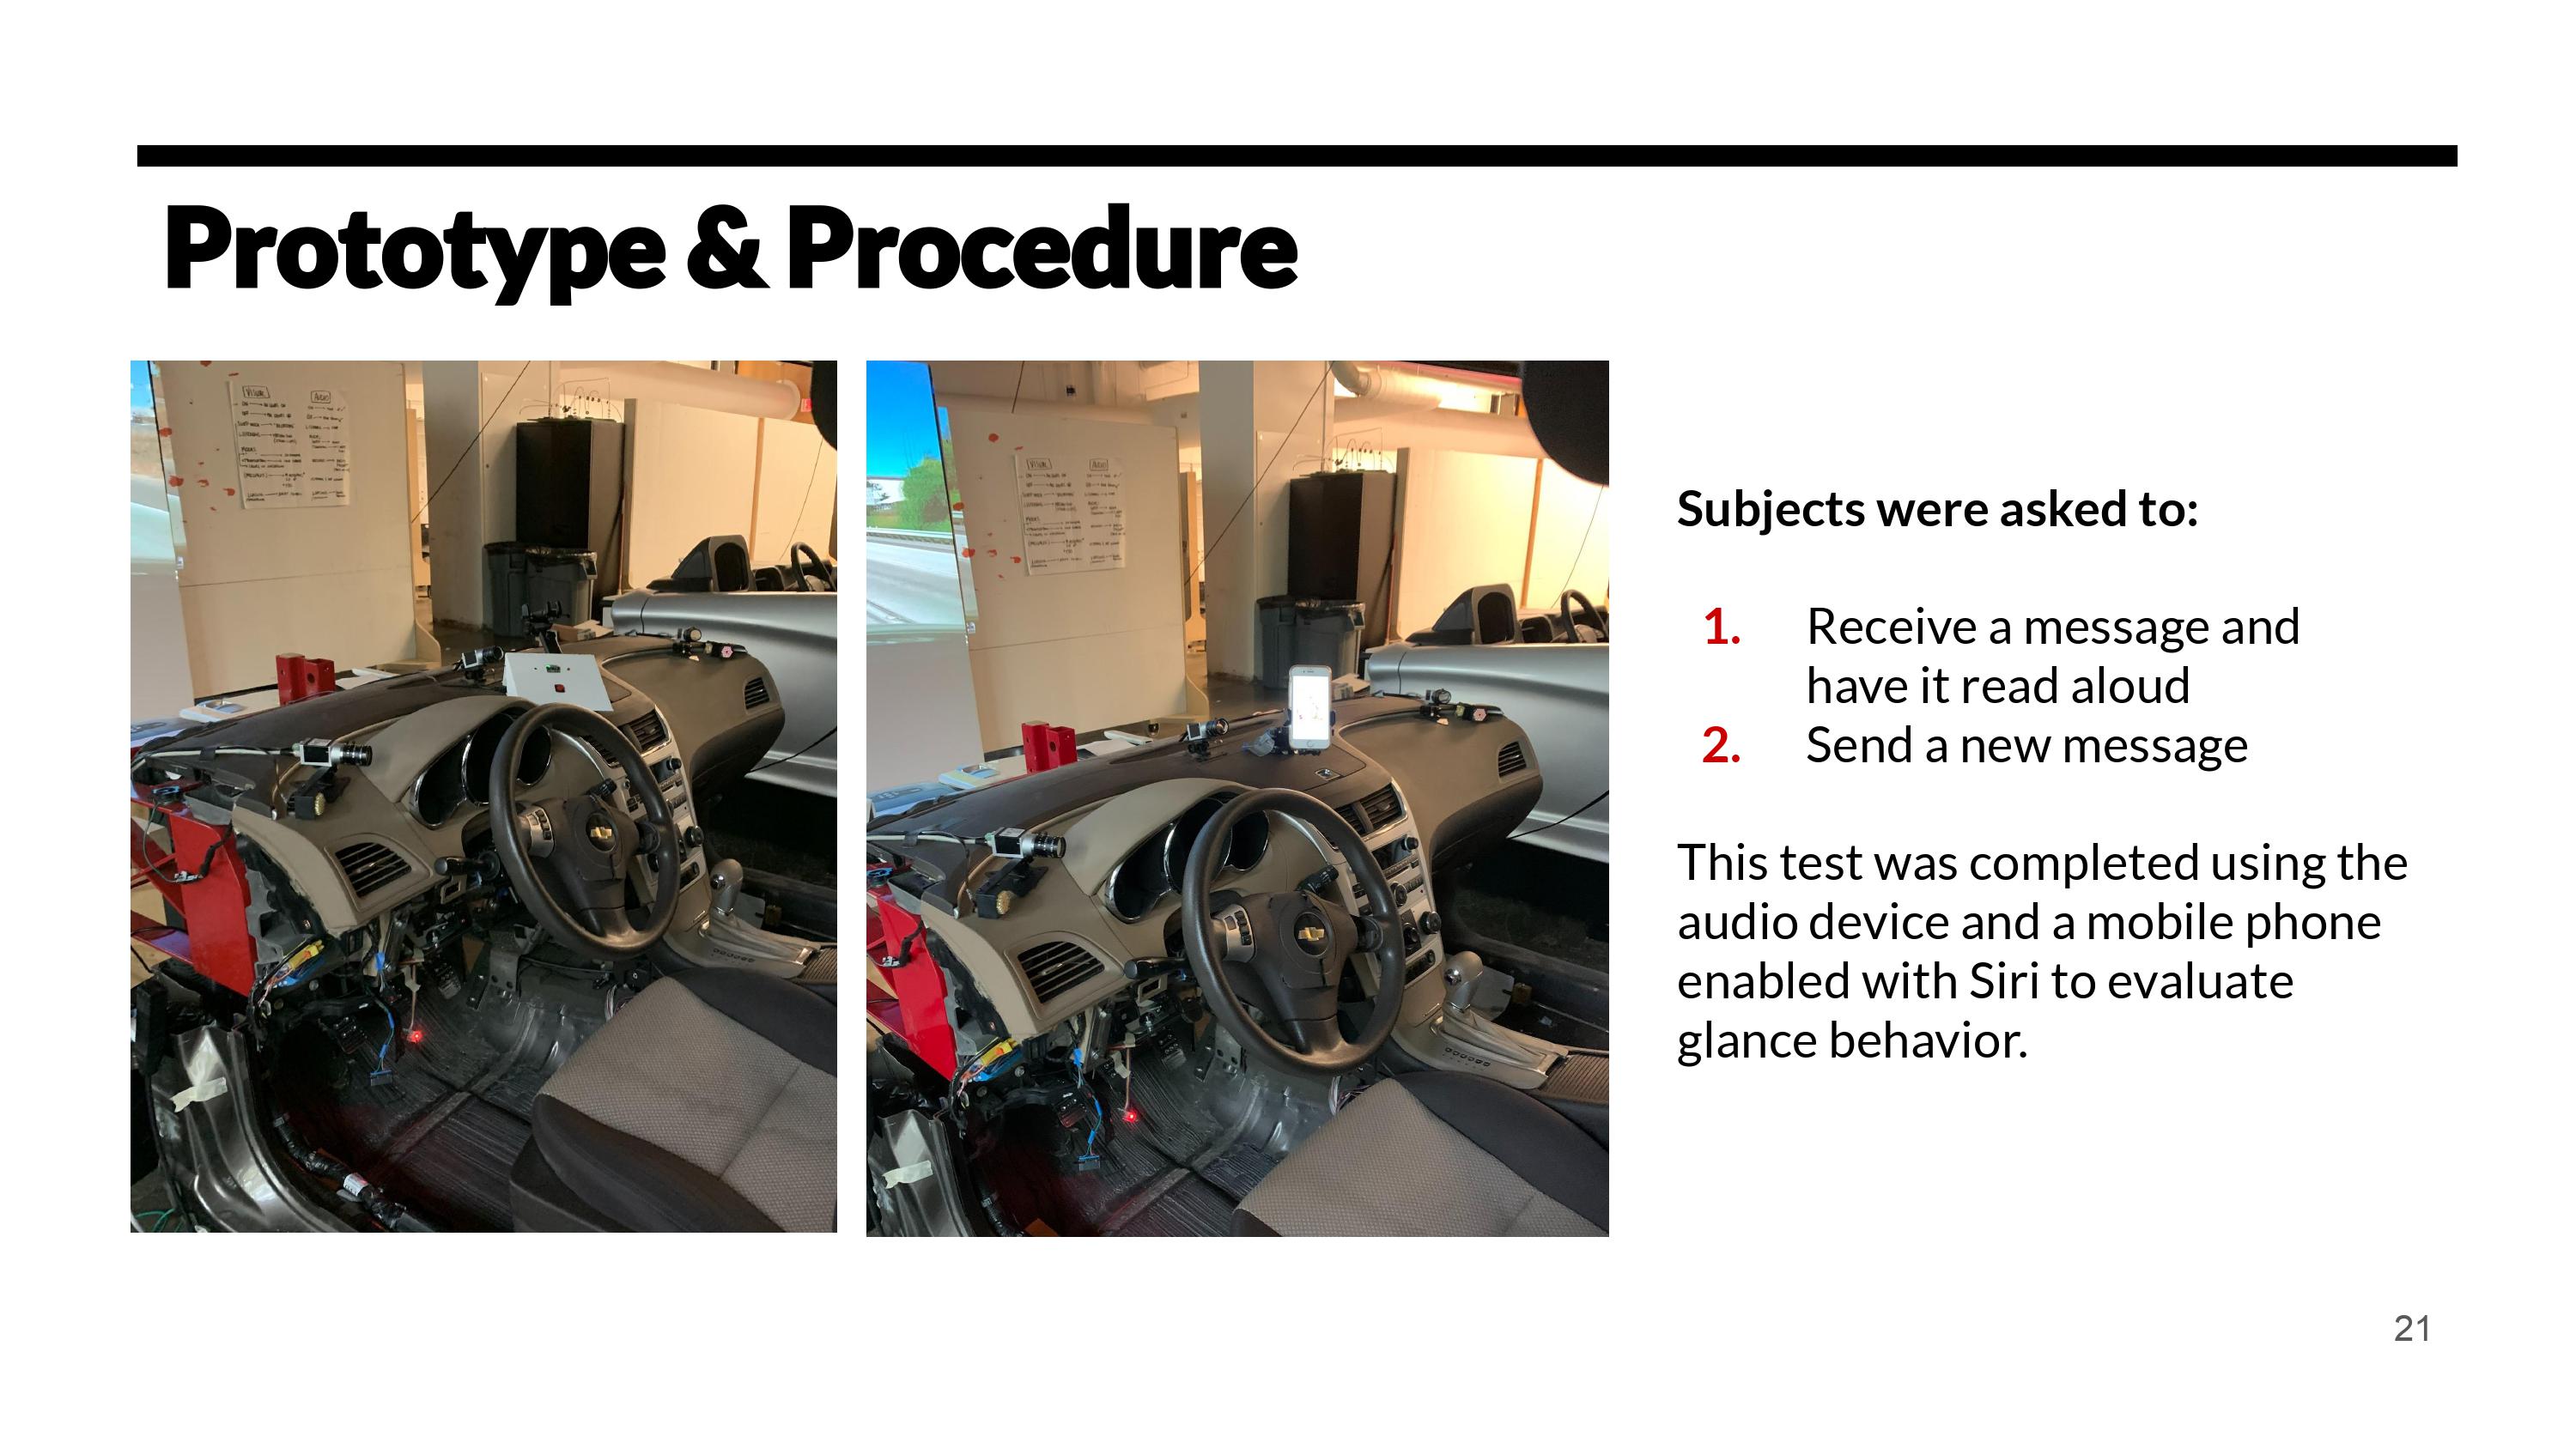 Prototype & Procedure
Subjects were asked to:
1. Receive a message and
have it read aloud
2. Send a new message
This test was completed using the
audio device and a mobile phone
enabled with Siri to evaluate
glance behavior.
21